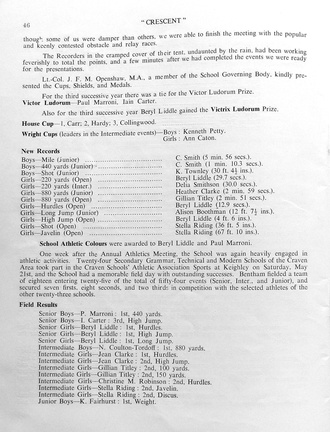 46
"CRESCENT"
though some of us were damper than others, we were able to finish the meeting with the popular
and keenly contested obstacle and relay races.
The Recorders in the cramped cover of their tent, undaunted by the rain, had been working
feverishly to total the points, and a few minutes after we had completed the events we were ready
for the presentations.
Lt.-Col. J. F. M. Openshaw, M.A., a member of the School Governing Body, kindly pre-
sented the Cups, Shields, and Medals.
For the third successive year there was a tie for the Victor Ludorum Prize.
Victor Ludorum—Paul Marroni, Iain Carter.
Also for the third successive year Beryl Liddle gained the Victrix Ludorum Prize.
House Cup—1, Carr; 2, Hardy; 3, Collingwood.
Wright Cups (leaders in the Intermediate events)—Boys : Kenneth Petty.
Girls : Ann Caton.
New Records
Boys—Mile (Junior) C. Smith (5 min. 56 secs.).
Boys—440 yards (Junior) C. Smith (1 min. 10.3 secs.).
Boys—Shot (Junior) K. Townley (30 ft. 4½ ins.).
Girls—220 yards (Open) Beryl Liddle (29.7 secs.).
Girls—220 yards (Inter.) Delia Smithson (30.0 secs.).
Girls—880 yards (Junior) Heather Clarke (2 min. 59 secs.).
Girls—880 yards (Open) Gillian Titley (2 min. 51 secs.).
Girls—Hurdles (Open) Beryl Liddle (12.9 secs.).
Girls—Long Jump (Junior) Alison Boothman (12 ft. 7½ ins.).
Girls—High Jump (Open) Beryl Liddle (4 ft. 6 ins.).
Girls—Shot (Open) Stella Riding (36 ft. 5 ins.).
Girls—Javelin (Open) Stella Riding (67 ft. 10 ins.).
School Athletic Colours were awarded to Beryl Liddle and Paul Marroni.
One week after the Annual Athletics Meeting, the School was again heavily engaged in
athletic activities. Twenty-four Secondary Grammar, Technical and Modern Schools of the Craven
Area took part in the Craven Schools' Athletic Association Sports at Keighley on Saturday, May
21st, and the School had a memorable field day with outstanding successes. Bentham fielded a team
of eighteen entering twenty-five of the total of fifty-four events (Senior, Inter., and Junior), and
secured seven firsts, eight seconds, and two thirds; in competition with the selected athletes of the
other twenty-three schools.
Field Results
Senior Boys—P. Marroni : 1st, 440 yards.
Senior Boys—I. Carter : 3rd, High Jump.
Senior Girls—Beryl Liddle : 1st, Hurdles.
Senior Girls—Beryl Liddle : 1st, High Jump.
Senior Girls—Beryl Liddle : 1st, Long Jump.
Intermediate Boys—N. Coulton-Tordoff : 1st, 880 yards.
Intermediate Girls—Jean Clarke : 1st, Hurdles.
Intermediate Girls—Jean Clarke : 2nd, High Jump.
Intermediate Girls—Gillian Titley : 2nd, 100 yards.
Intermediate Girls—Gillian Titley : 2nd, 150 yards.
Intermediate Girls—Christine M. Robinson : 2nd, Hurdles.
Intermediate Girls—Stella Riding : 2nd, Javelin.
Intermediate Girls—Stella Riding : 2nd, Discus.
Junior Boys—K. Fairhurst : 1st, Weight.